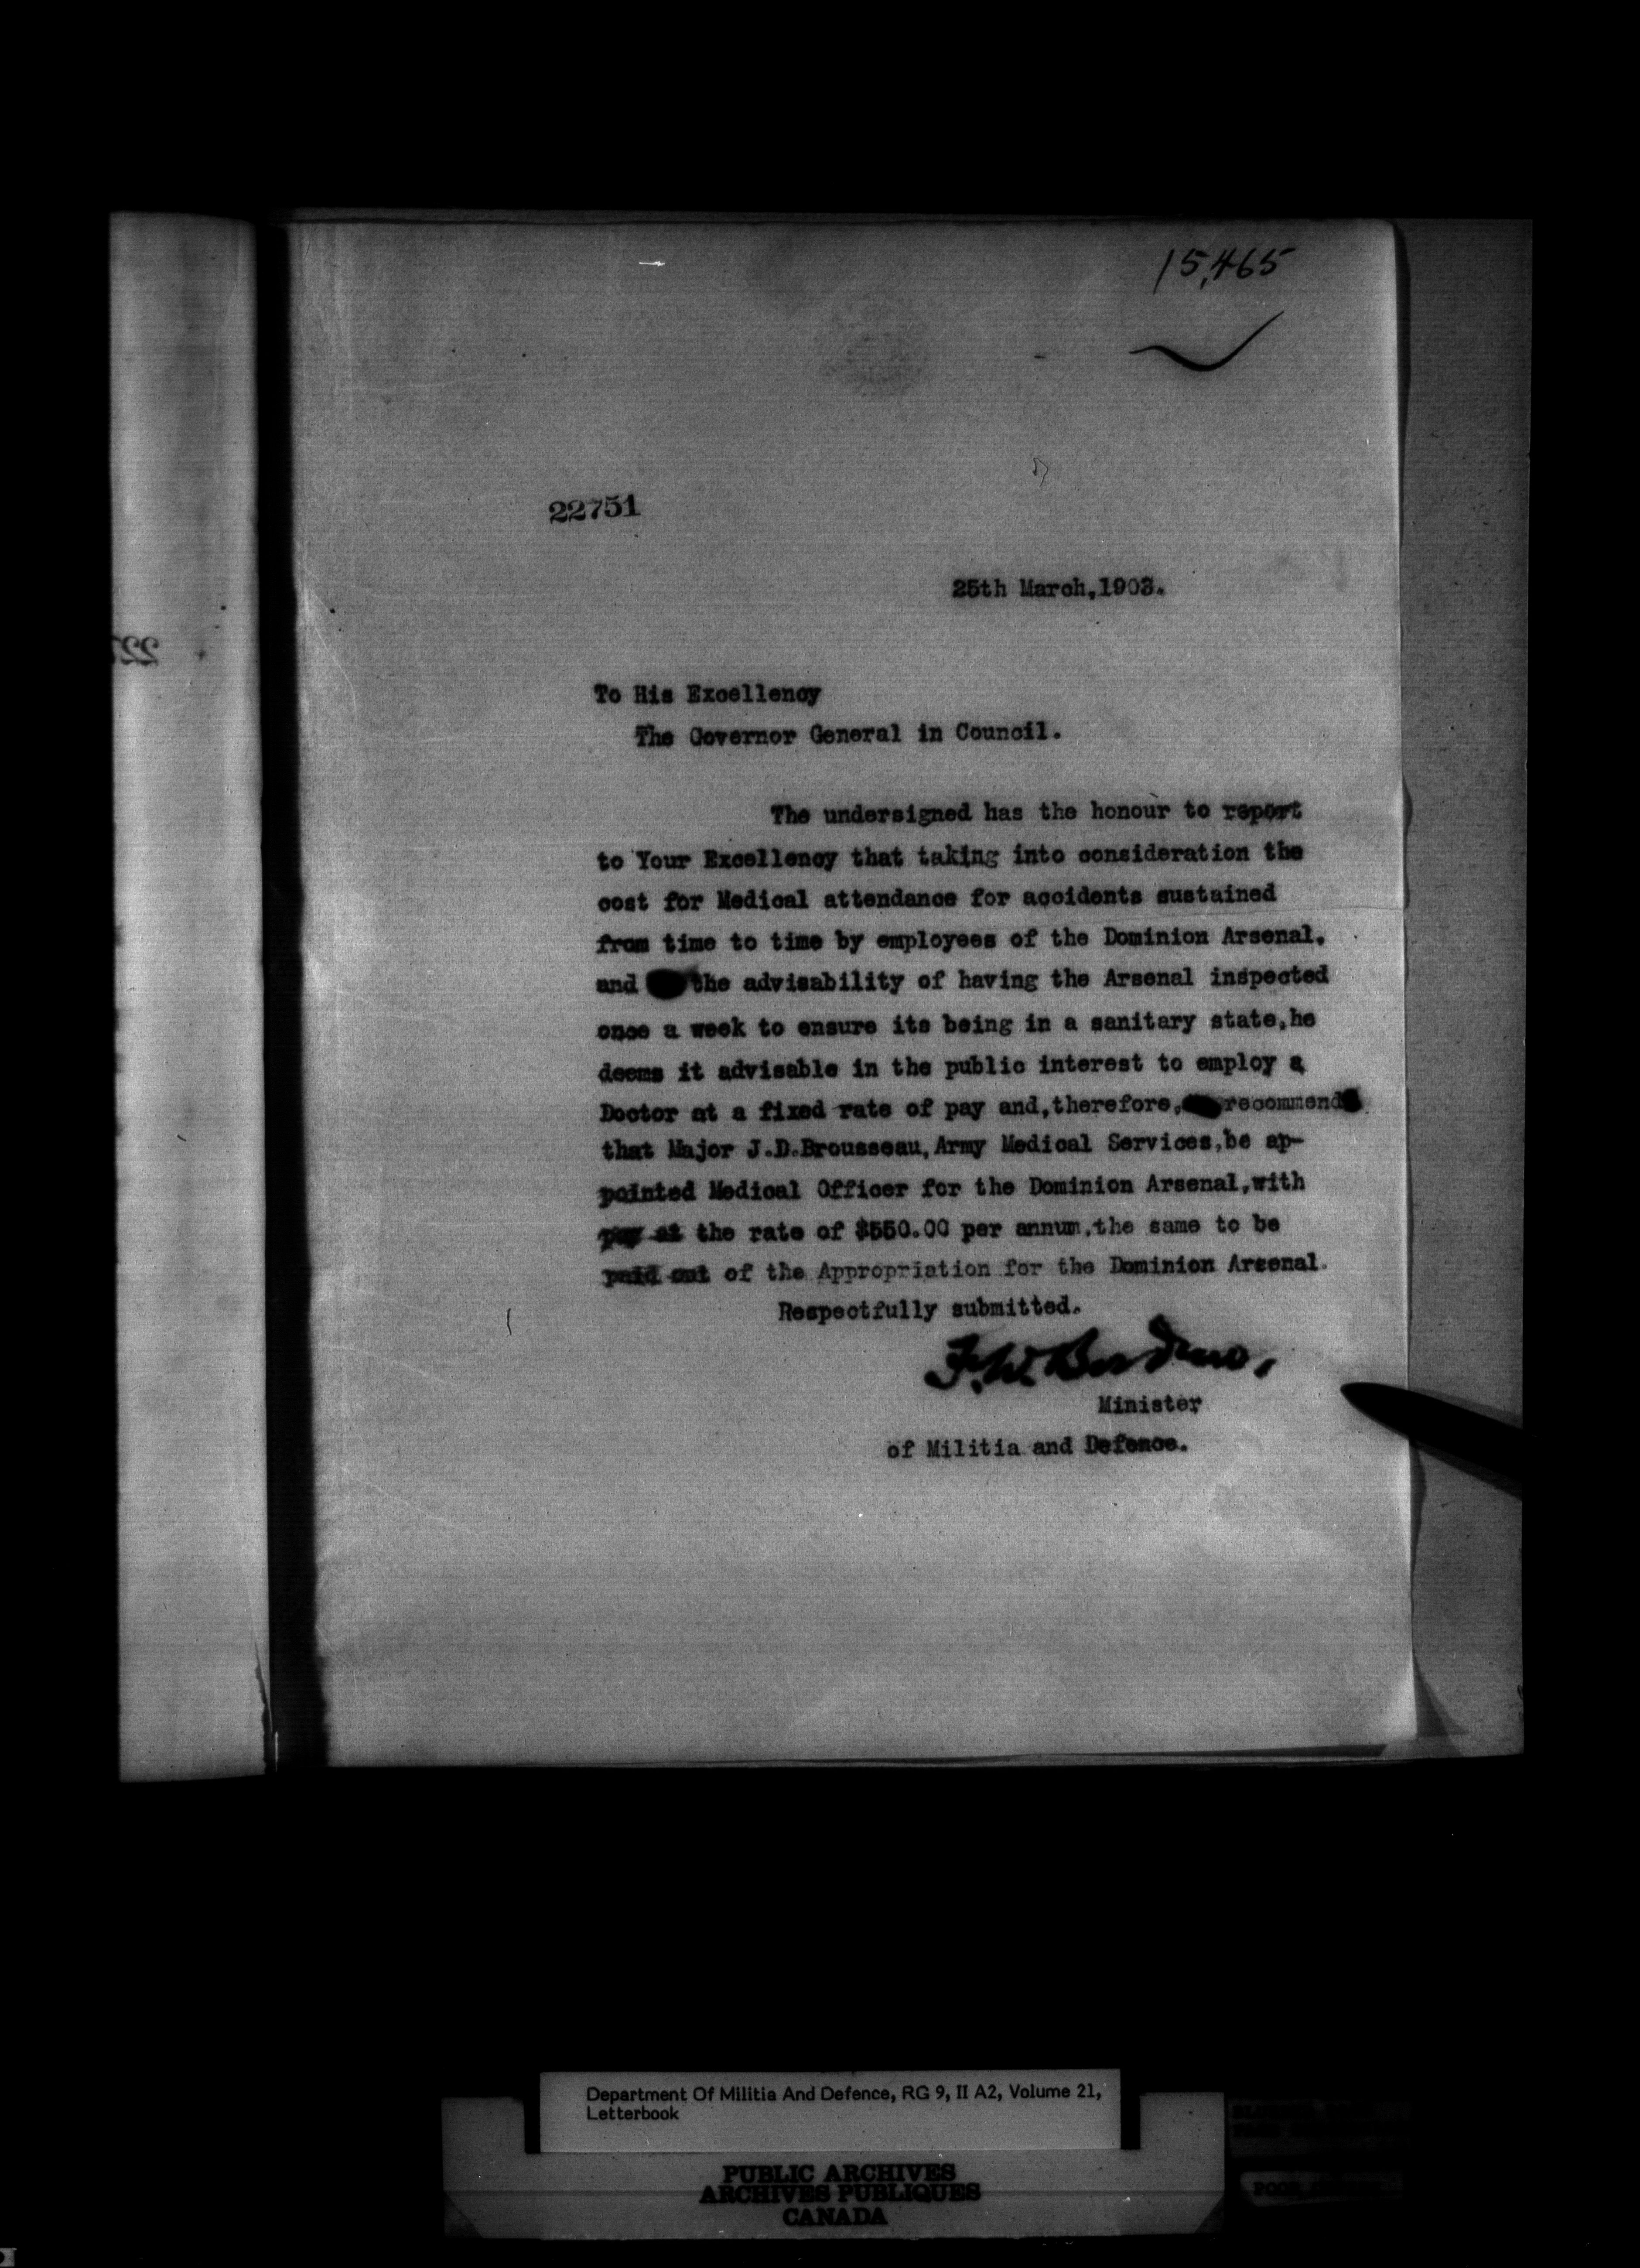 15,465
22751
25th March,1903.
To His Excellency
The Governor General in Council.
The undersigned has the honour to report
to Your Excellency that taking into consideration the
cost for Medical attendance for accidents sustained
from time to time by employees of the Dominion Arsenal,
and the advisability of having the Arsenal inspected
once a week to ensure its being in a sanitary state,he
deems it advisable in the public interest to employ a
Doctor at a fixed rate of pay and,therefore, recommends
that Major J.D.Brousseau,Army Medical Services,be ap-
pointed Medical Officer for the Dominion Arsenal,with
pay at the rate of $550.00 per annum,the same to be
paid out of the Appropriation for the Dominion Arsenal.
Respectfully submitted.
F.W. Borden,
Minister
of Militia and Defence.
Department Of Militia And Defence, RG 9, II A2, Volume 21,
Letterbook
PUBLIC ARCHIVES
ARCHIVES PUBLIQUES
CANADA